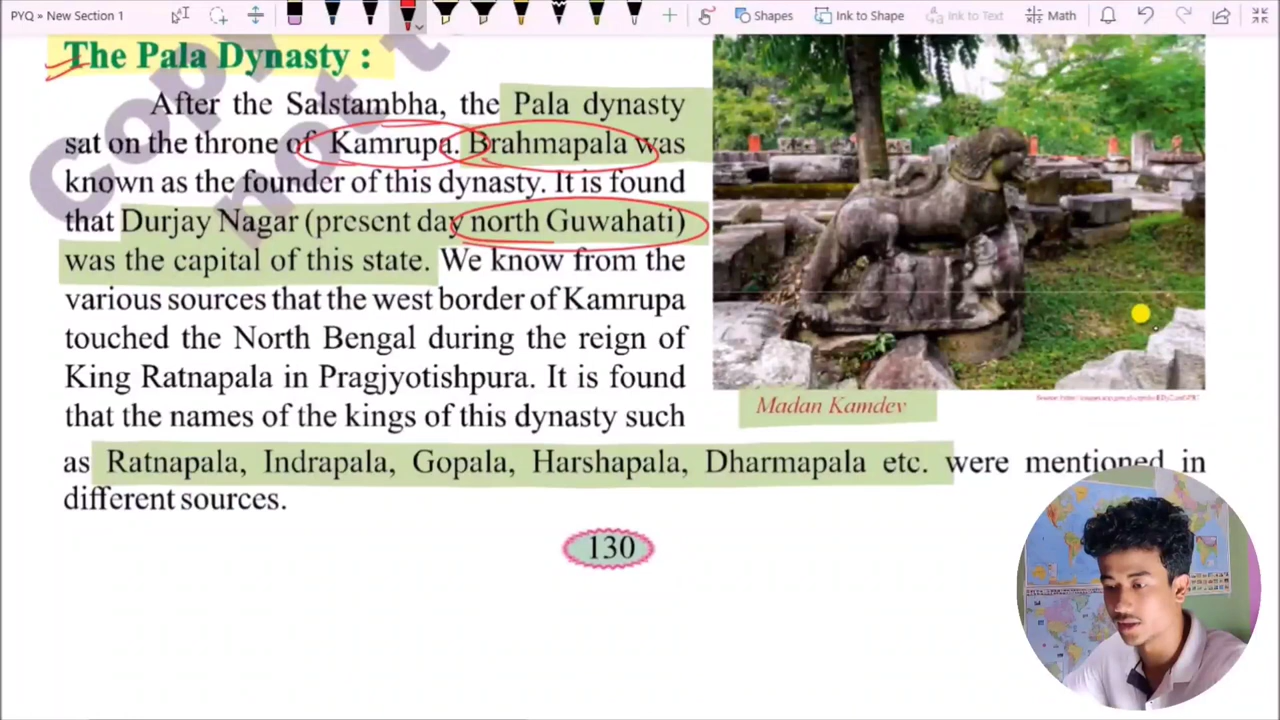 PYQ » New Section 1
Shapes
Ink to Shape
Ink to Text
Math
The Pala Dynasty :
After the Salstambha, the Pala dynasty
sat on the throne of Kamrupa. Brahmapala was
known as the founder of this dynasty. It is found
that Durjay Nagar (present day north Guwahati)
was the capital of this state. We know from the
various sources that the west border of Kamrupa
touched the North Bengal during the reign of
King Ratnapala in Pragjyotishpura. It is found
that the names of the kings of this dynasty such
as Ratnapala, Indrapala, Gopala, Harshapala, Dharmapala etc. were mentioned in
different sources.
Madan Kamdev
130